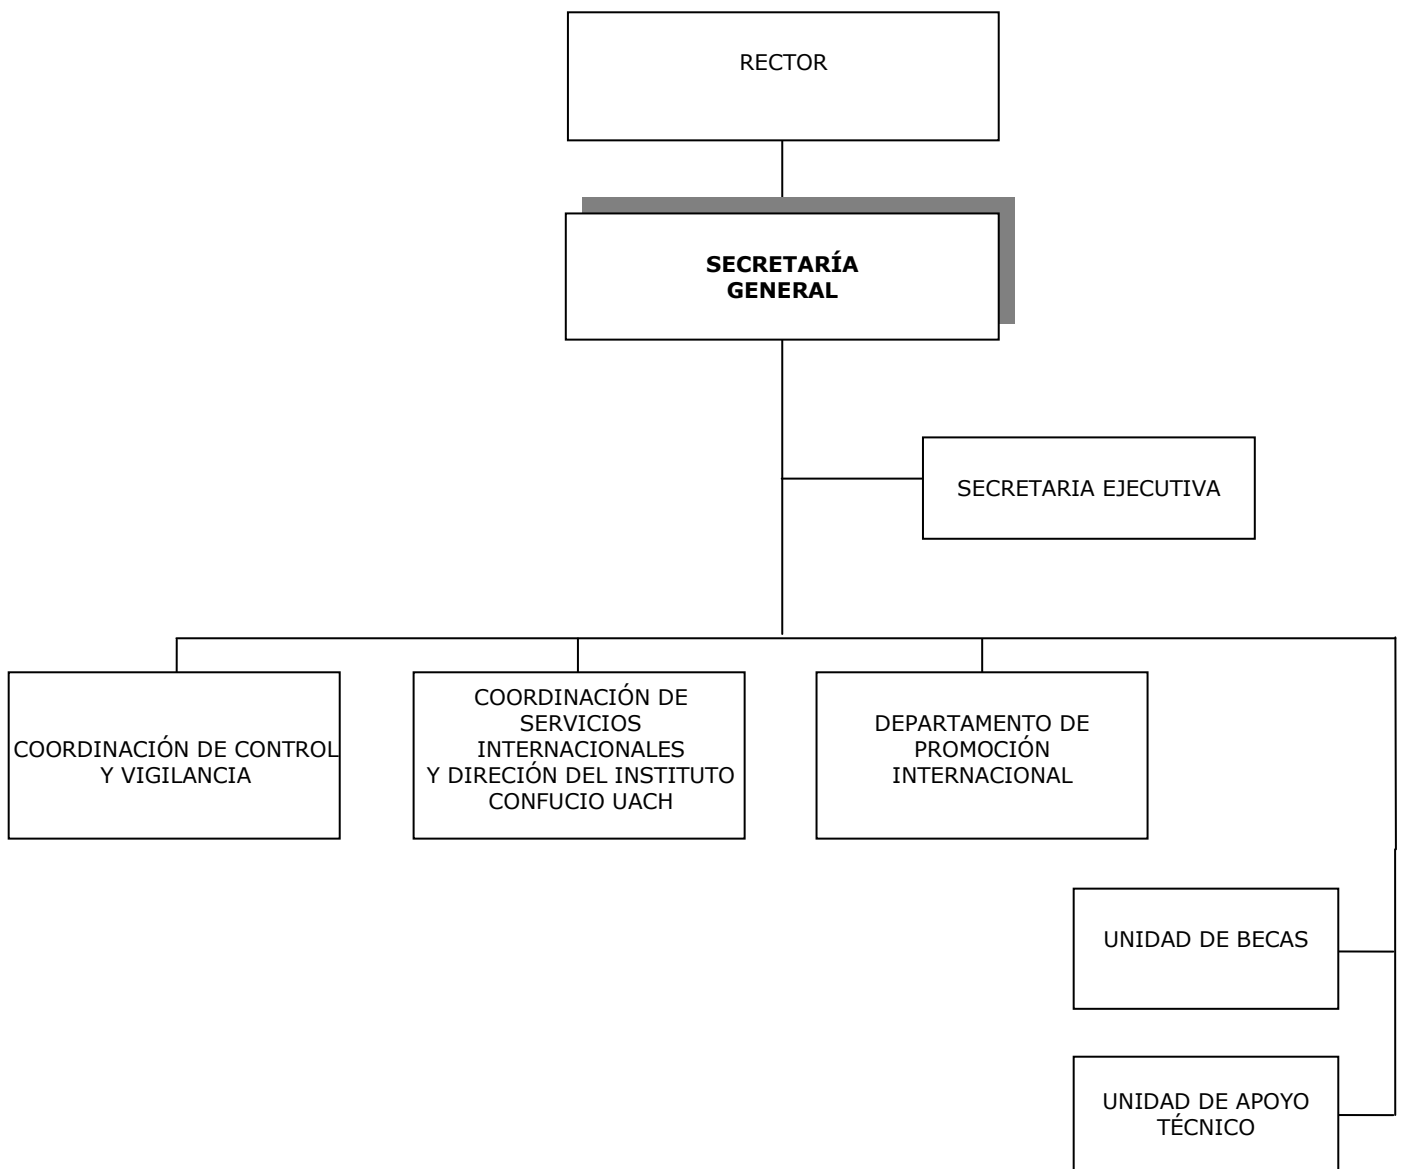 RECTOR
SECRETARÍA
GENERAL
SECRETARIA EJECUTIVA
COORDINACIÓN DE CONTROL
Y VIGILANCIA
COORDINACIÓN DE
SERVICIOS
INTERNACIONALES
Y DIRECIÓN DEL INSTITUTO
CONFUCIO UACH
DEPARTAMENTO DE
PROMOCIÓN
INTERNACIONAL
UNIDAD DE BECAS
UNIDAD DE APOYO
TÉCNICO